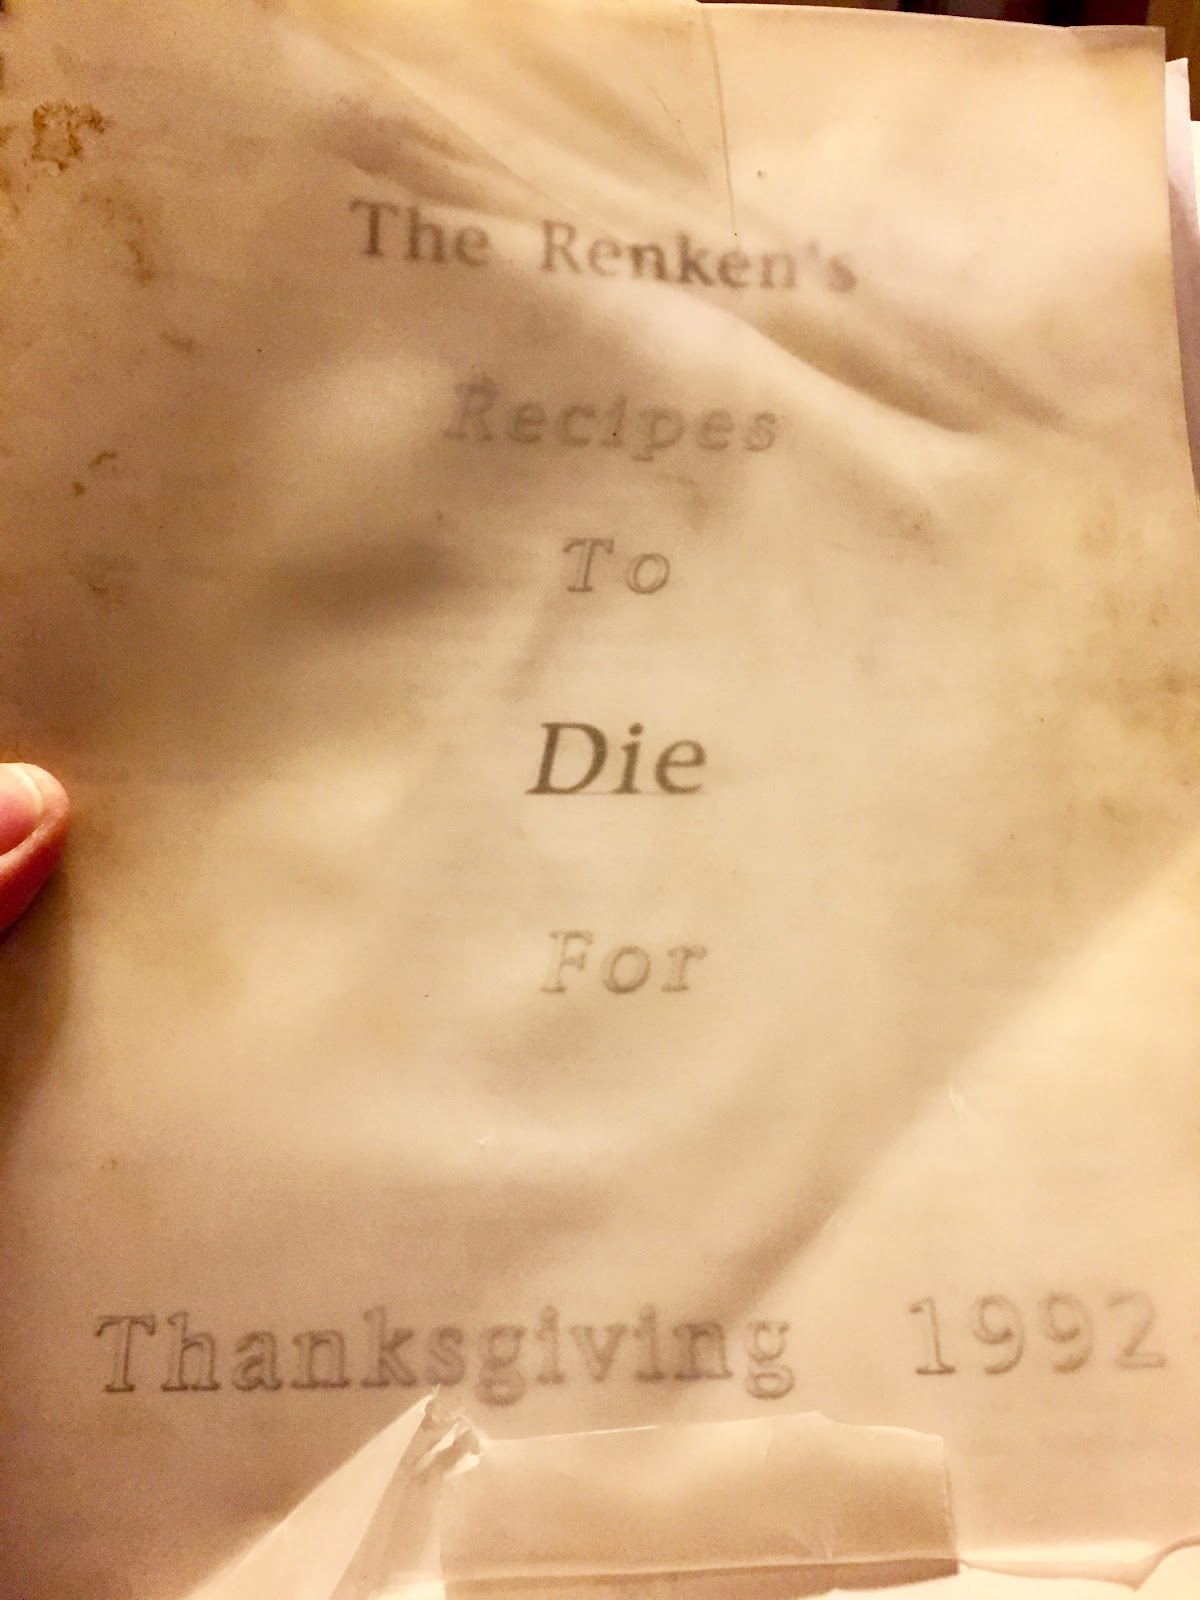 The Renken's
Recipes
To
Die
For
Thanksgiving 1992